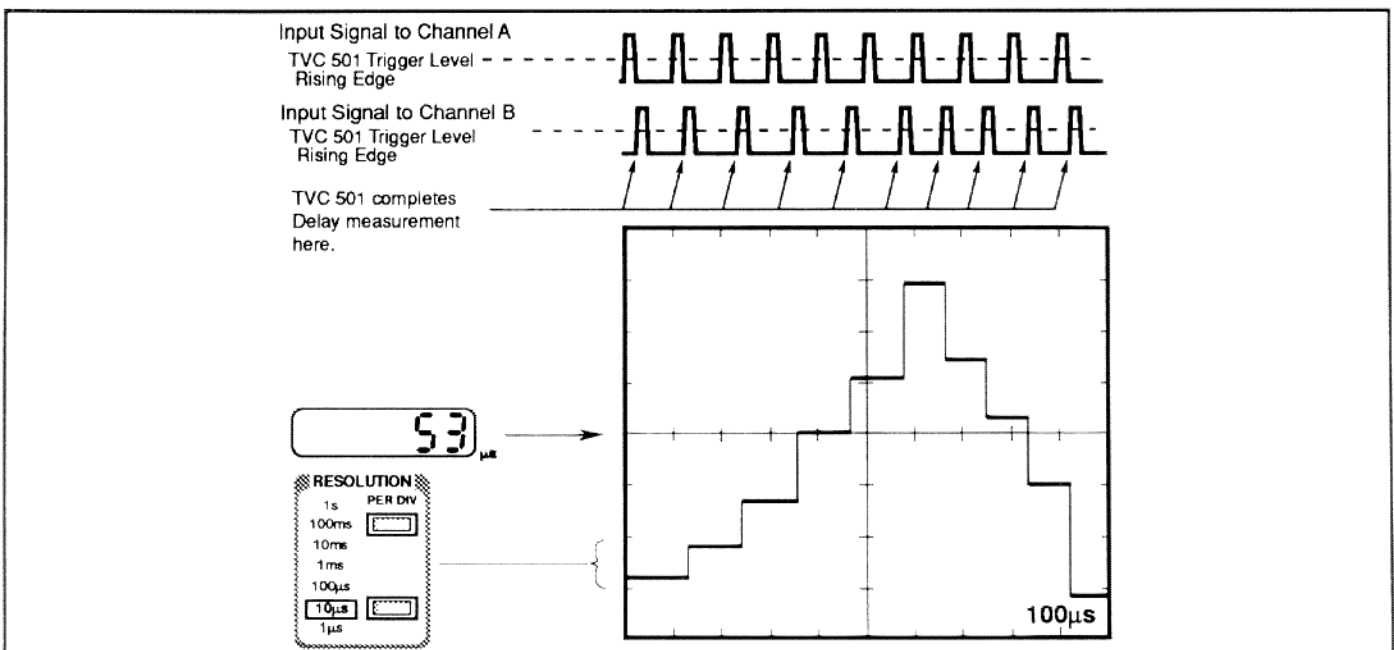 Input Signal to Channel A
TVC 501 Trigger Level
Rising Edge
Input Signal to Channel B
TVC 501 Trigger Level
Rising Edge
TVC 501 completes
Delay measurement
here.
53
µs
RESOLUTION
PER DIV
1s
100ms
10ms
1ms
100µs
10µs
1µs
100µs